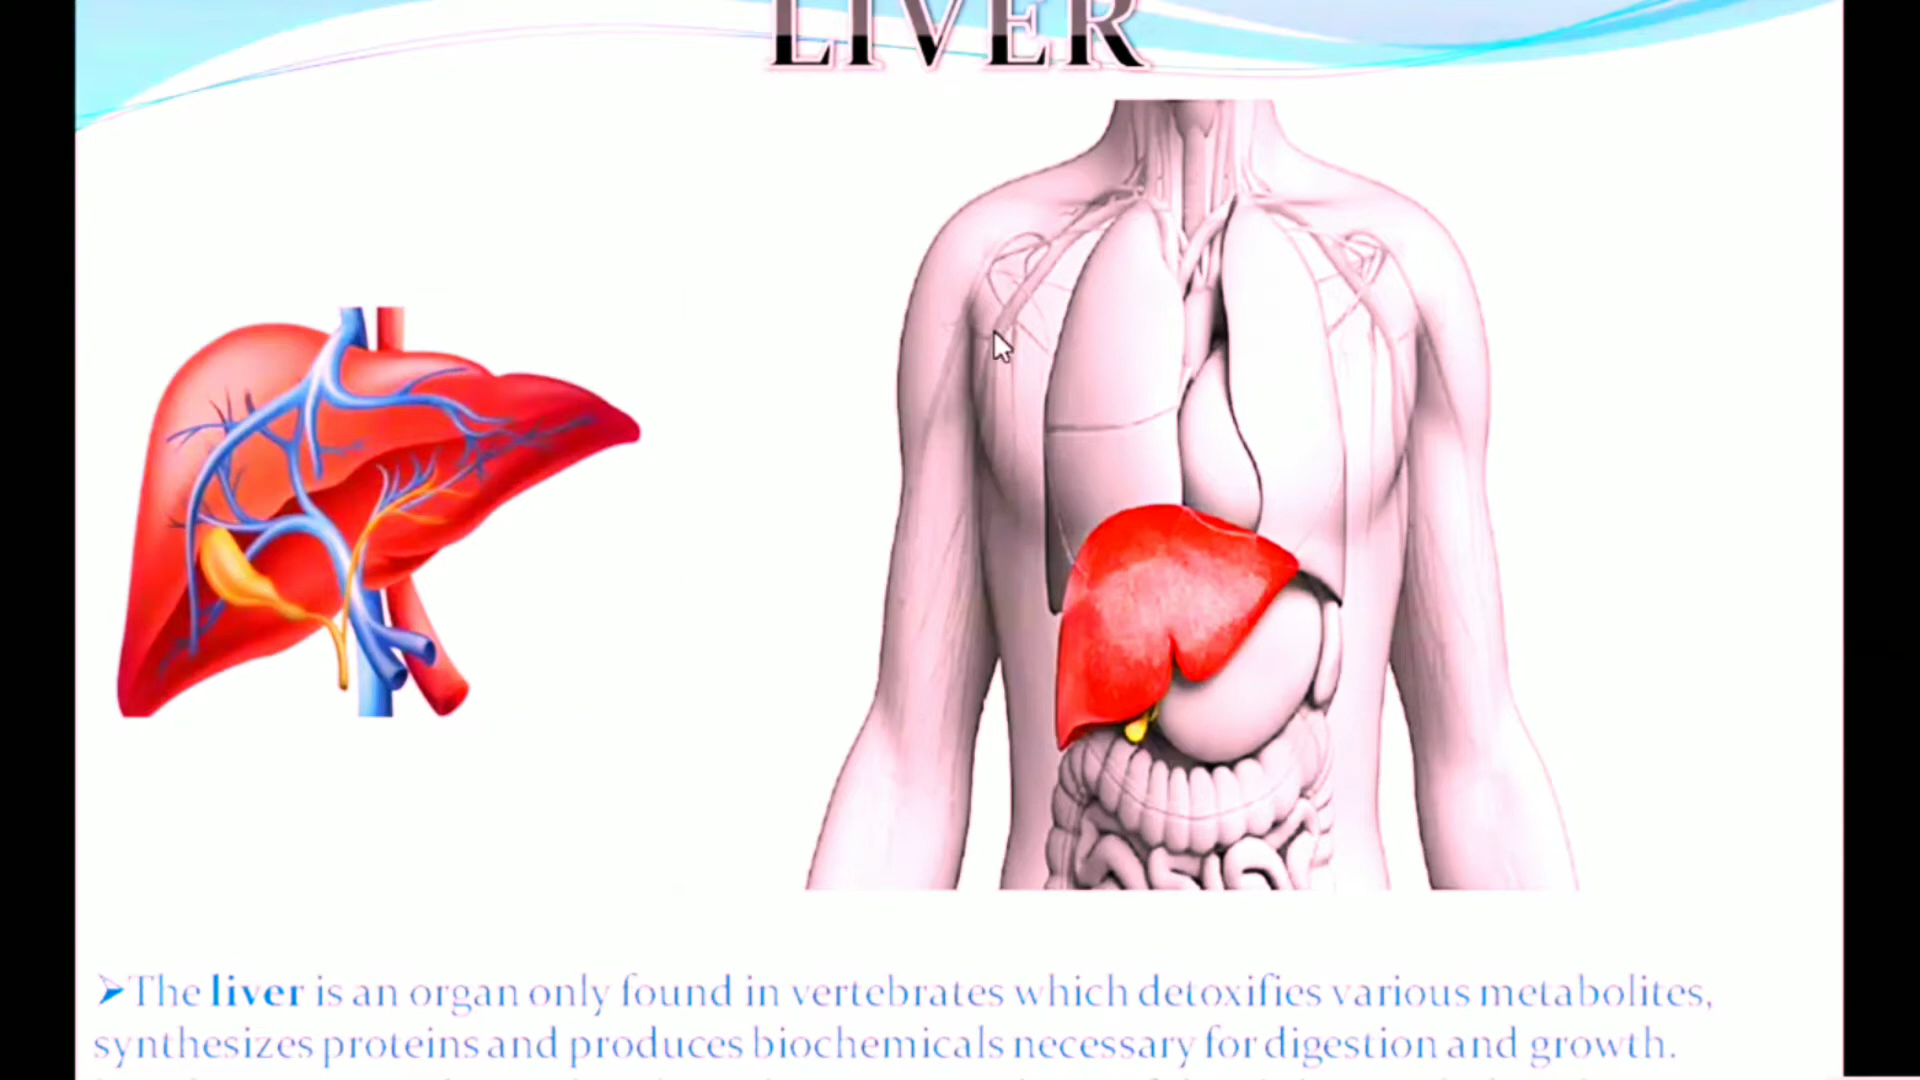 LIVER
➢The liver is an organ only found in vertebrates which detoxifies various metabolites,
synthesizes proteins and produces biochemicals necessary for digestion and growth.